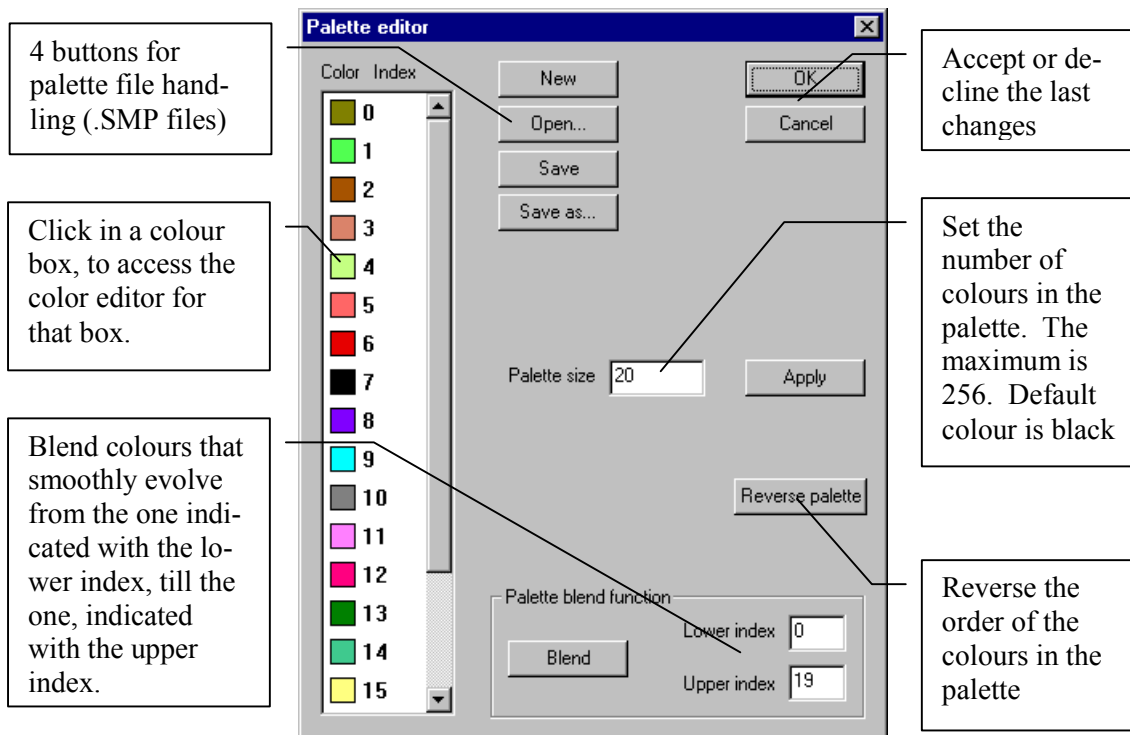 Palette editor
4 buttons for
palette file hand-
ling (.SMP files)
Click in a colour
box, to access the
color editor for
that box.
Blend colours that
smoothly evolve
from the one indi-
cated with the lo-
wer index, till the
one, indicated
with the upper
index.
Color Index
0
1
2
3
4
5
6
7
8
9
10
11
12
13
14
15
New
Open...
Save
Save as...
OK
Cancel
Palette size 20
Apply
Reverse palette
Palette blend function
Blend
Lower index 0
Upper index 19
Accept or de-
cline the last
changes
Set the
number of
colours in the
palette. The
maximum is
256. Default
colour is black
Reverse the
order of the
colours in the
palette